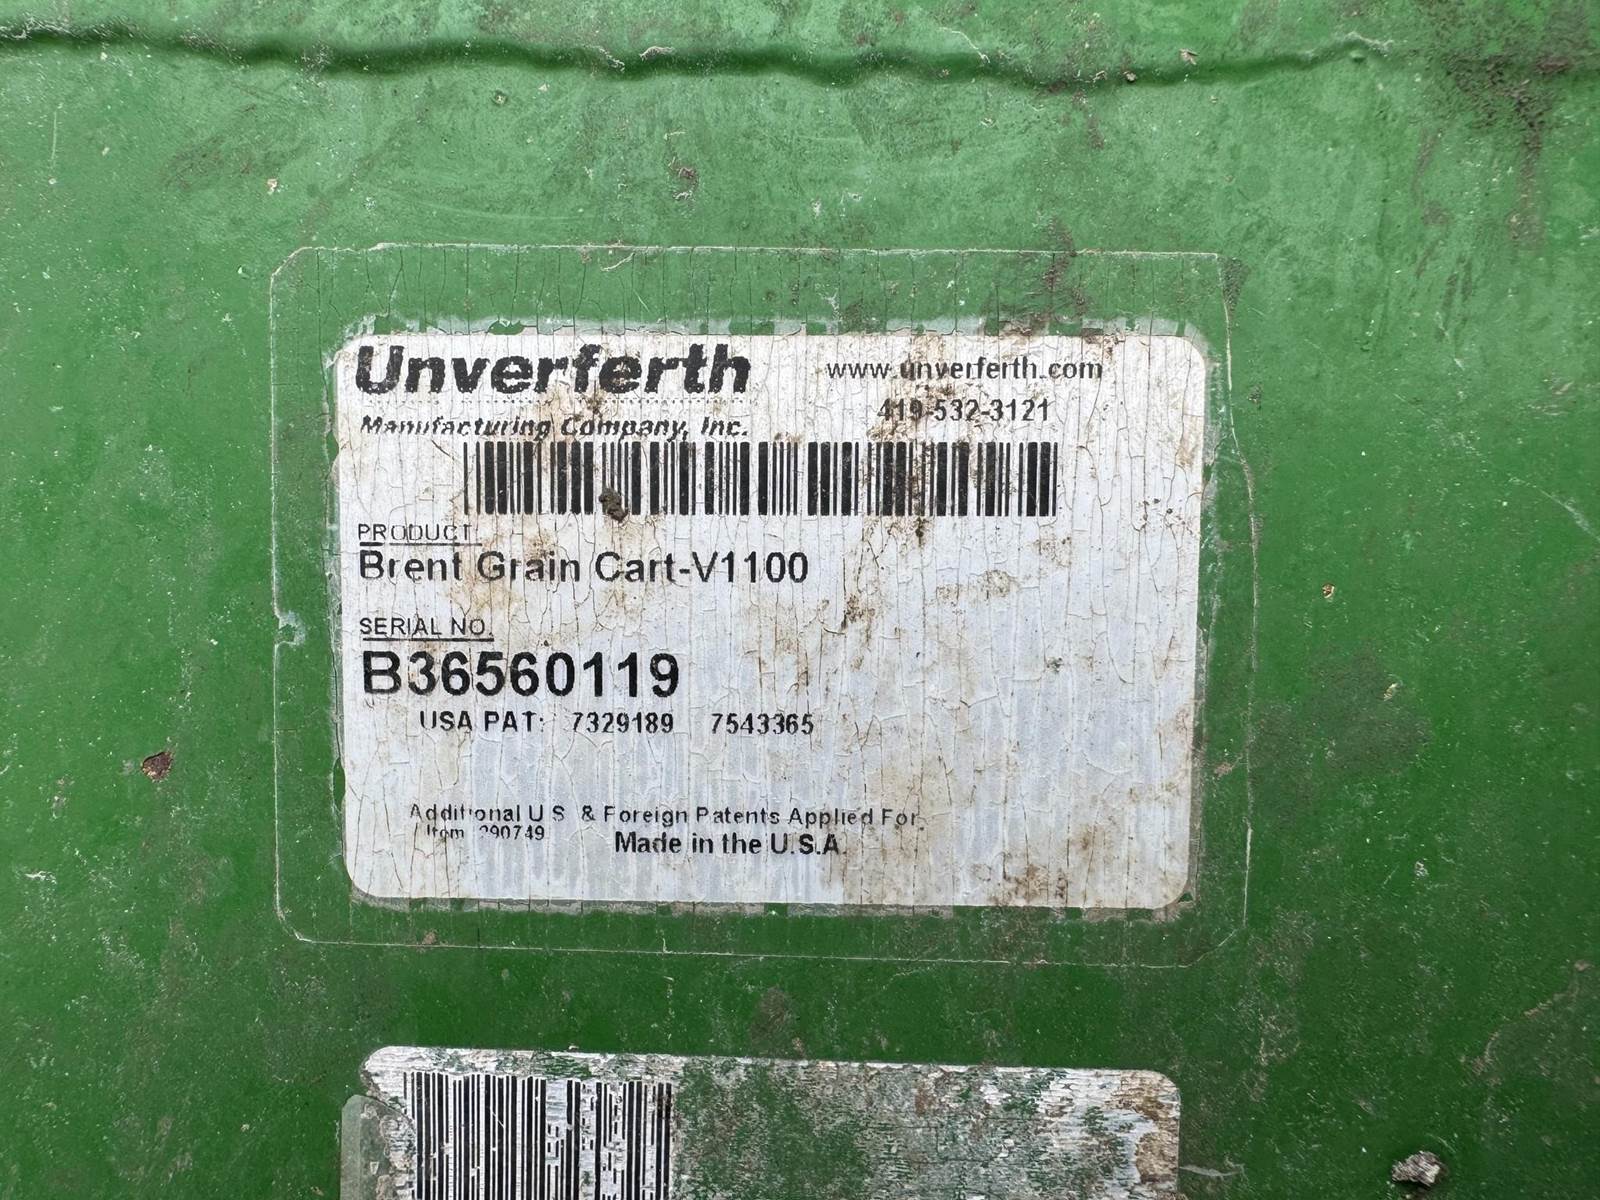 Unverferth
www.unverferth.com
Manufacturing Company, Inc.
419-532-3121
PRODUCT:
Brent Grain Cart-V1100
SERIAL NO.
B36560119
USA PAT: 7329189 7543365
Additional U S & Foreign Patents Applied For
Item 290749
Made in the U.S.A.